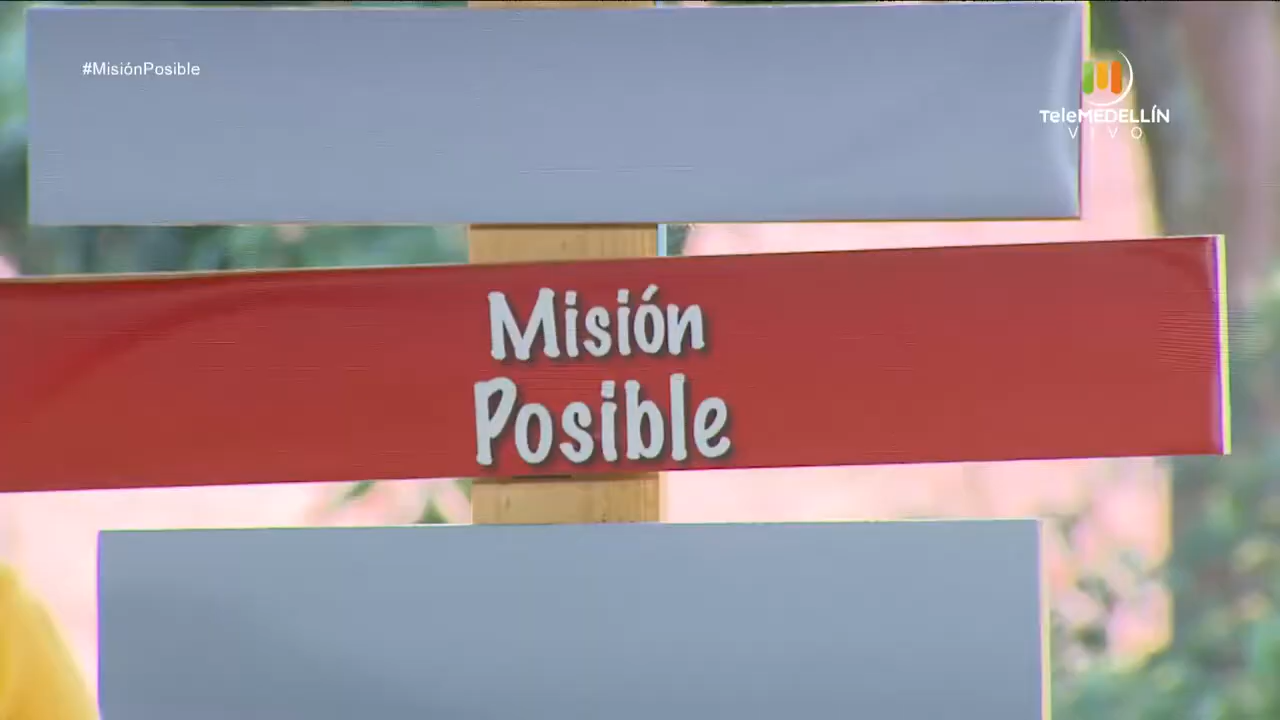 #MisiónPosible
TeleMEDELLÍN
VIVO
Misión
Posible